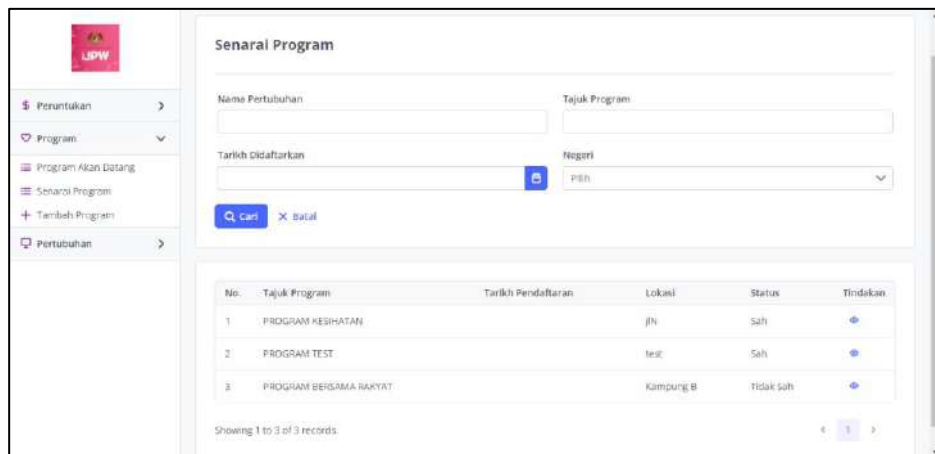 IJPW
$ Peruntukan
Program
Program Akan Datang
Senarai Program
+ Tambah Program
Pertubuhan
Senarai Program
Nama Pertubuhan
Tajuk Program
Tarikh Didaftarkan
Negeri
Pilih
Cari
Batal
No. Tajuk Program Tarikh Pendaftaran Lokasi Status Tindakan
1 PROGRAM KESIHATAN jlN Sah
2 PROGRAM TEST test Sah
3 PROGRAM BERSAMA RAKYAT Kampung B Tidak Sah
Showing 1 to 3 of 3 records.
1